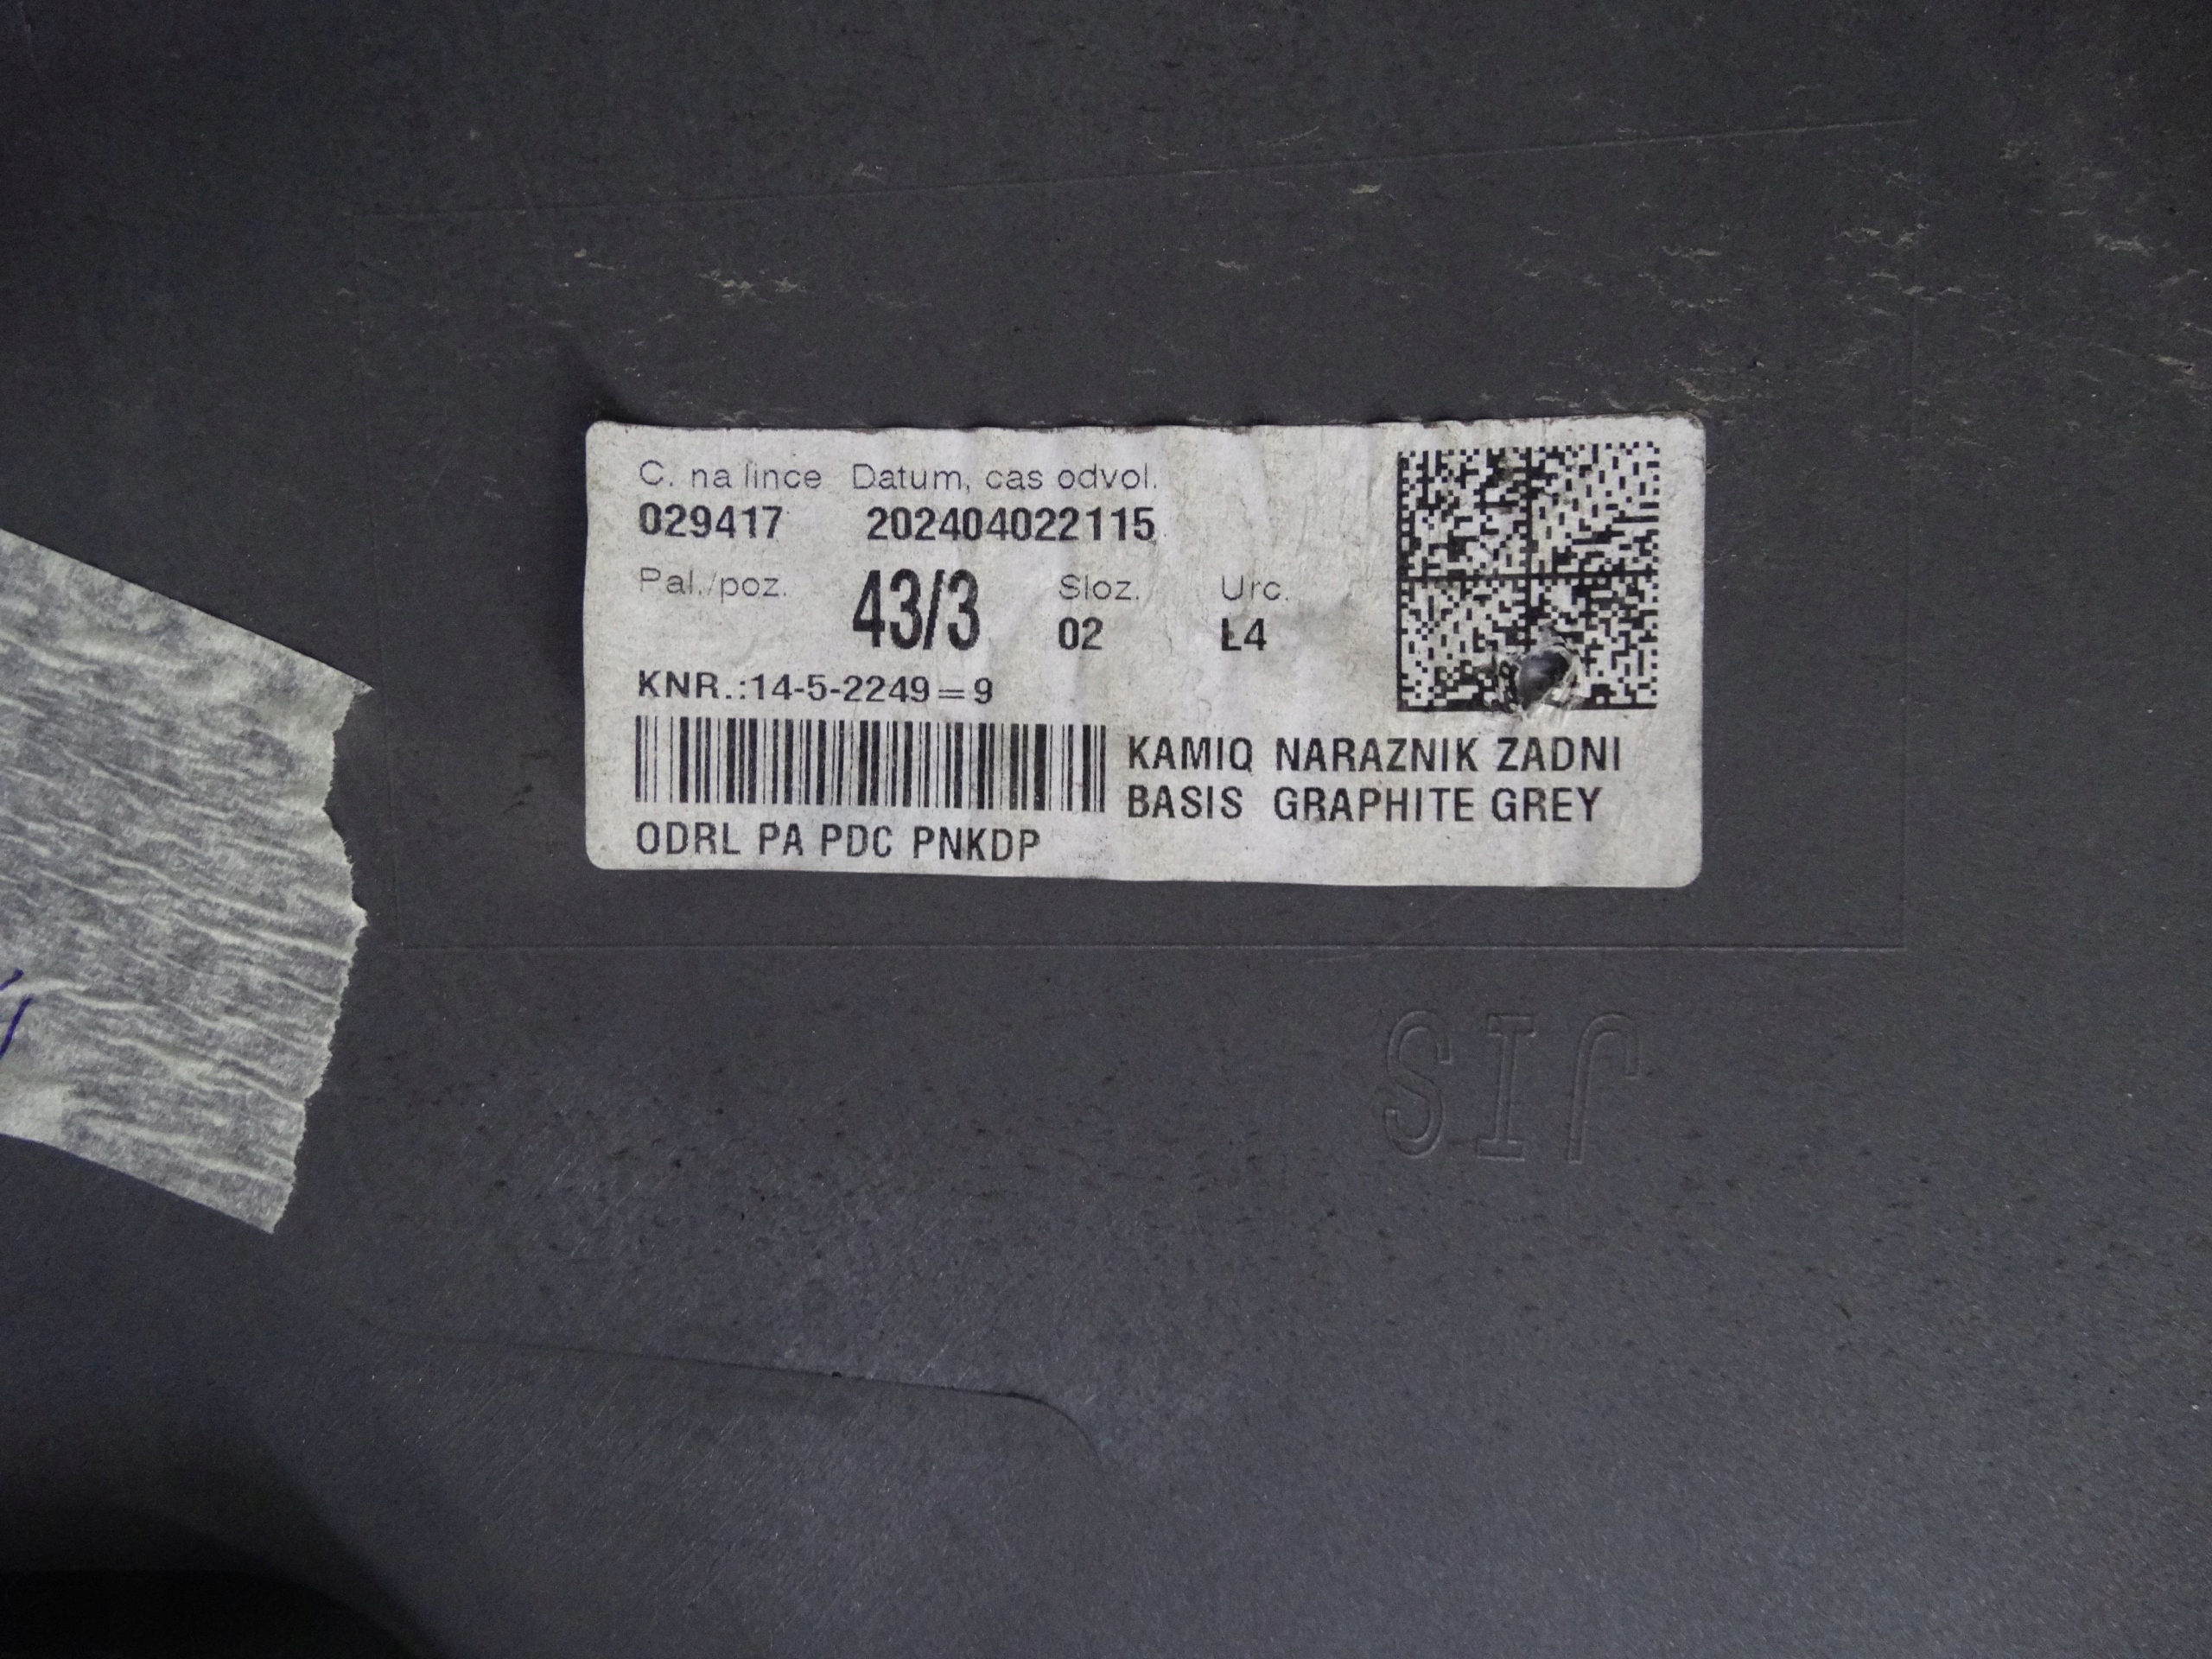 C. na lince Datum, cas odvol.
029417 202404022115
Pal./poz. 43/3 Sloz. Urc.
02 Ł4
KNR.:14-5-2249=9
KAMIQ NARAZNIK ZADNI
BASIS GRAPHITE GREY
ODRL PA PDC PNKDP
JIS